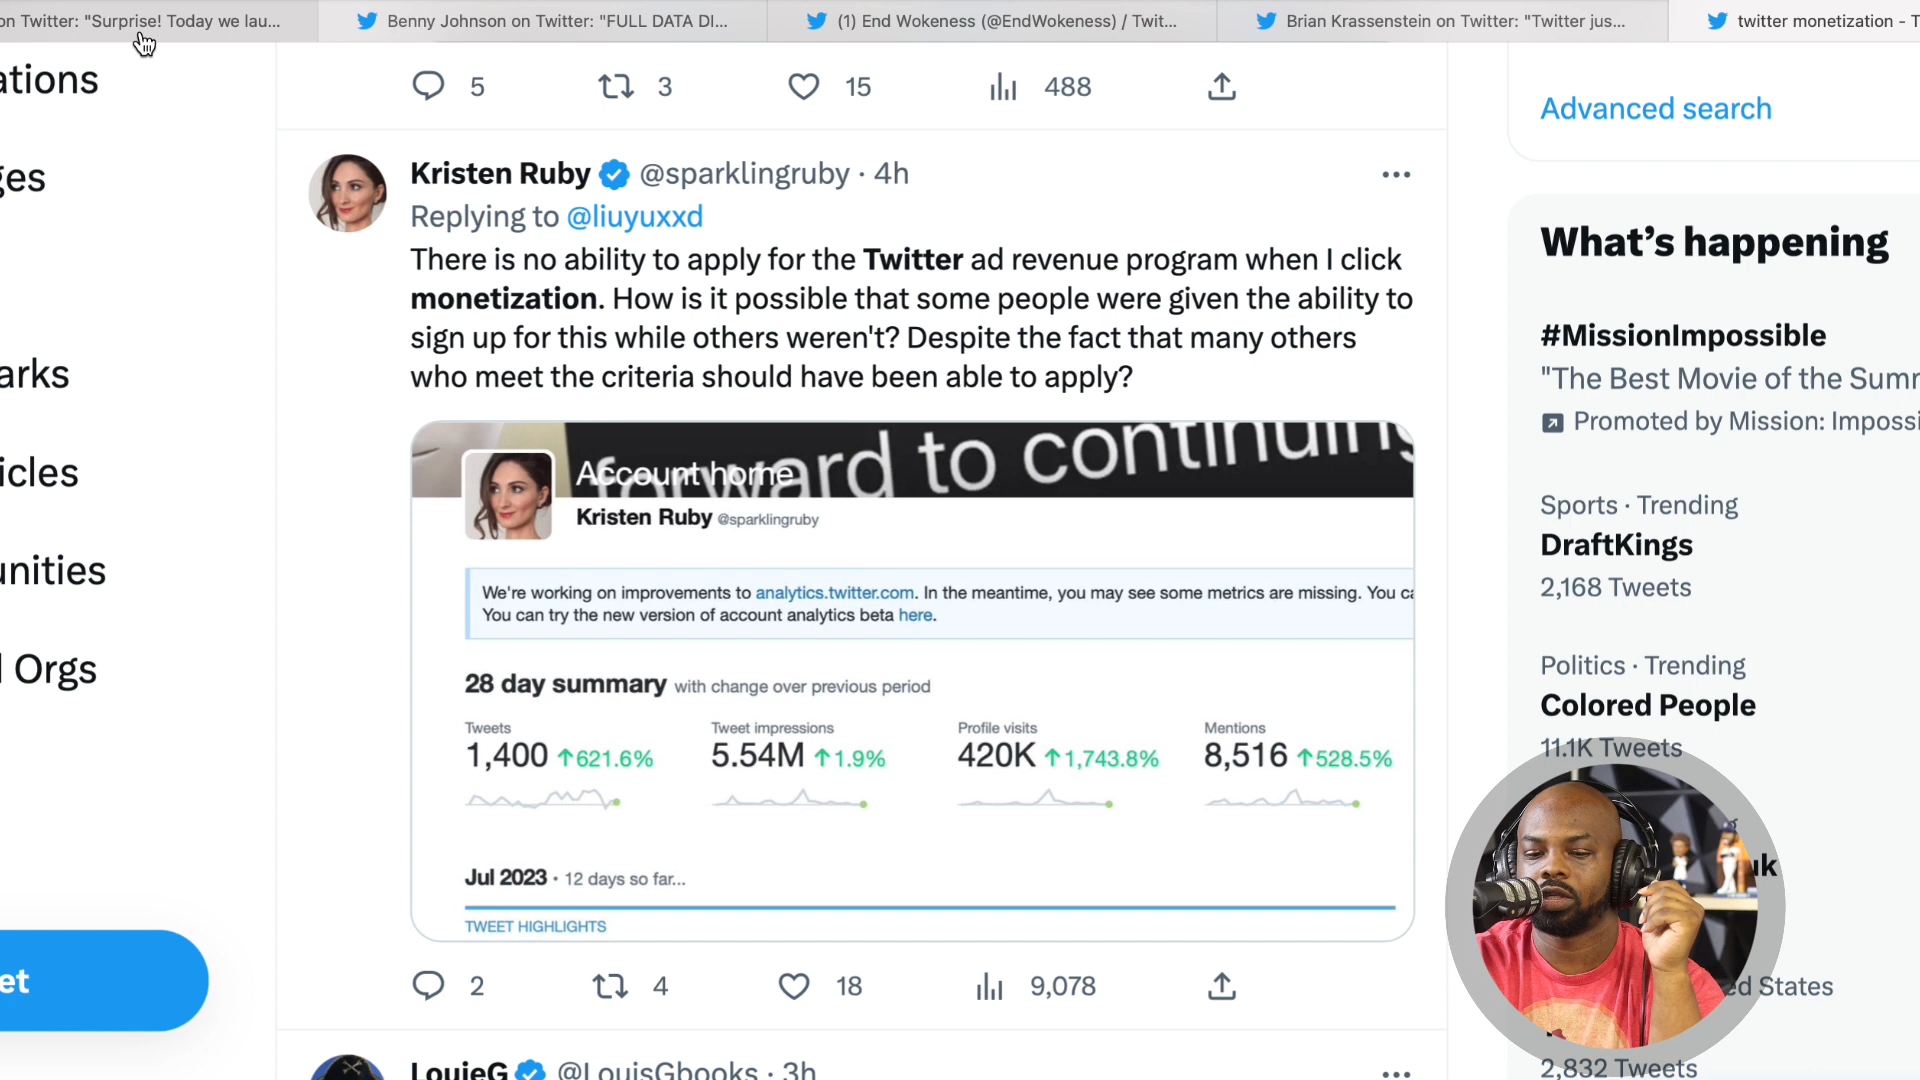 on Twitter: "Surprise! Today we lau...
Benny Johnson on Twitter: "FULL DATA DI...
(1) End Wokeness (@EndWokeness) / Twit...
Brian Krassenstein on Twitter: "Twitter jus...
twitter monetization - T
ations
ges
arks
icles
unities
Orgs
et
5
3
15
488
Kristen Ruby @sparklingruby · 4h
Replying to @liuyuxxd
There is no ability to apply for the Twitter ad revenue program when I click
monetization. How is it possible that some people were given the ability to
sign up for this while others weren't? Despite the fact that many others
who meet the criteria should have been able to apply?
forward to continuing
Account home
Kristen Ruby @sparklingruby
We're working on improvements to analytics.twitter.com. In the meantime, you may see some metrics are missing. You ca
You can try the new version of account analytics beta here.
28 day summary with change over previous period
Tweets
1,400 ↑621.6%
Tweet impressions
5.54M ↑1.9%
Profile visits
420K ↑1,743.8%
Mentions
8,516 ↑528.5%
Jul 2023 · 12 days so far...
TWEET HIGHLIGHTS
2
4
18
9,078
LouieG @LouisGbooks · 3h
Advanced search
What's happening
#MissionImpossible
"The Best Movie of the Summ
Promoted by Mission: Impossi
Sports · Trending
DraftKings
2,168 Tweets
Politics · Trending
Colored People
11.1K Tweets
uk
ed States
2,832 Tweets